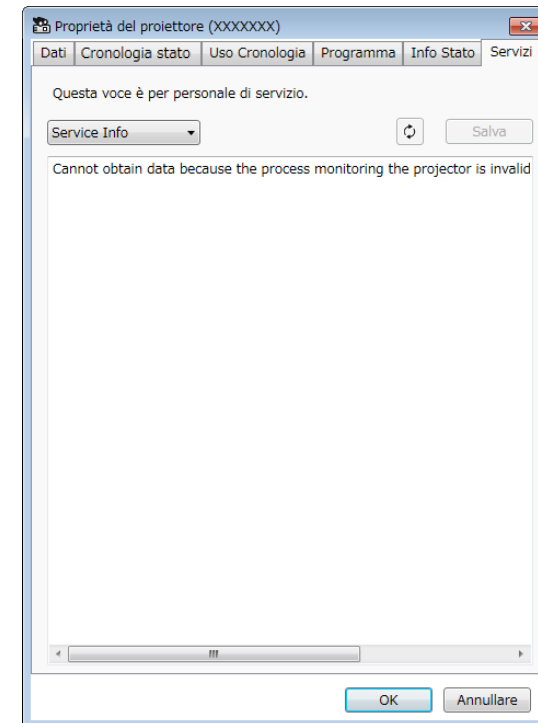 Proprietà del proiettore (XXXXXXX)
Dati Cronologia stato Uso Cronologia Programma Info Stato Servizi
Questa voce è per personale di servizio.
Service Info Salva
Cannot obtain data because the process monitoring the projector is invalid
OK Annullare